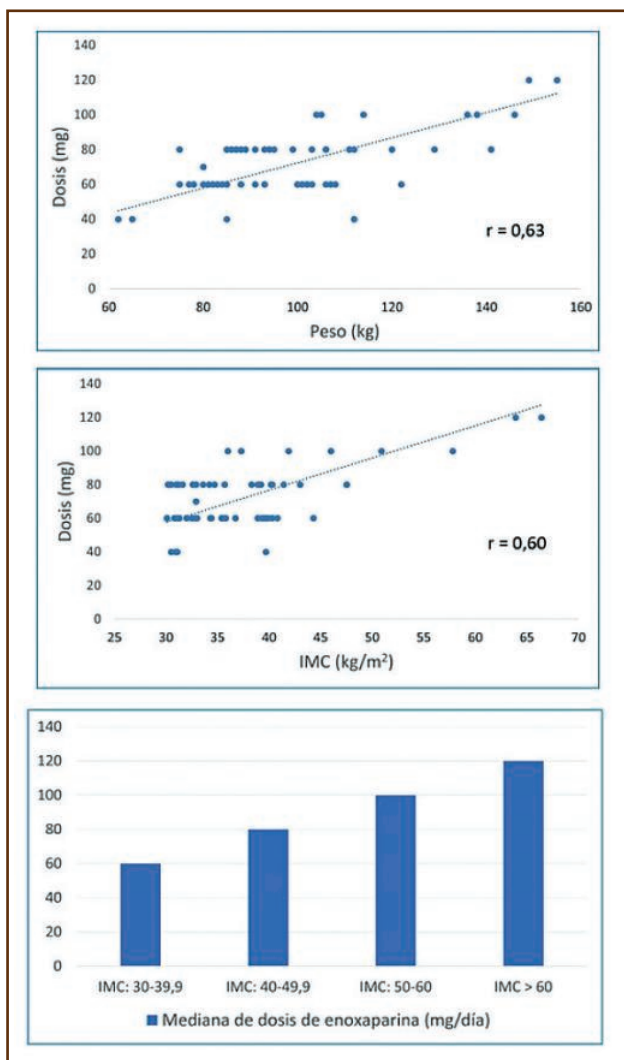 140
120
100
80
60
40
20
0
Dosis (mg)
r = 0,63
60 80 100 120 140 160
Peso (kg)
140
120
100
80
60
40
20
0
Dosis (mg)
r = 0,60
25 30 35 40 45 50 55 60 65 70
IMC (kg/m²)
140
120
100
80
60
40
20
0
IMC: 30-39,9 IMC: 40-49,9 IMC: 50-60 IMC > 60
Mediana de dosis de enoxaparina (mg/día)